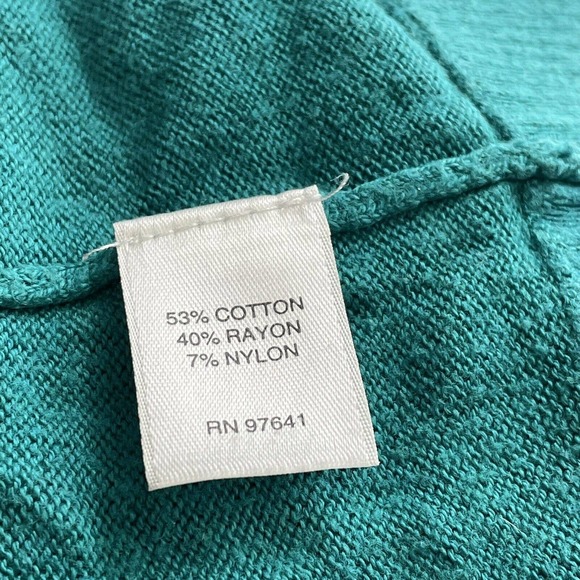 53% COTTON
40% RAYON
7% NYLON
RN 97641